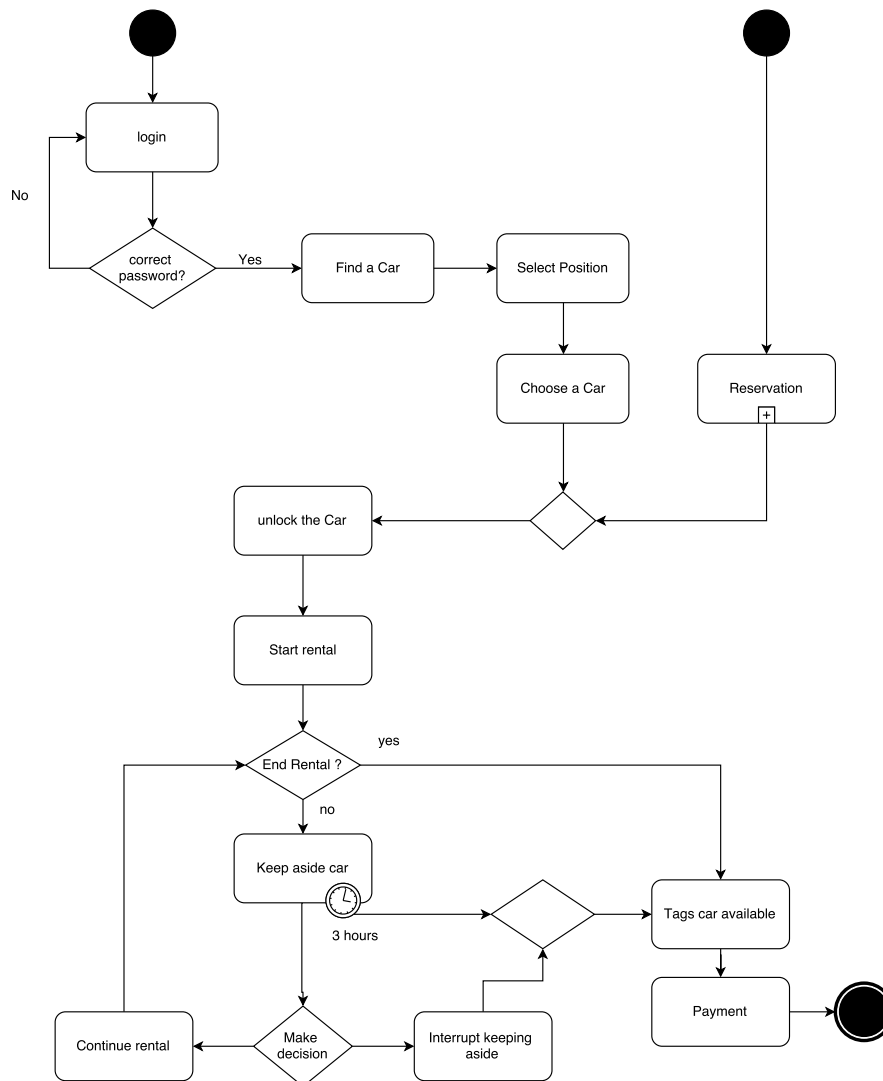 login
No
correct
password?
Yes
Find a Car
Select Position
Choose a Car
Reservation
+
unlock the Car
Start rental
yes
End Rental ?
no
Keep aside car
3 hours
Tags car available
Payment
Continue rental
Make
decision
Interrupt keeping
aside